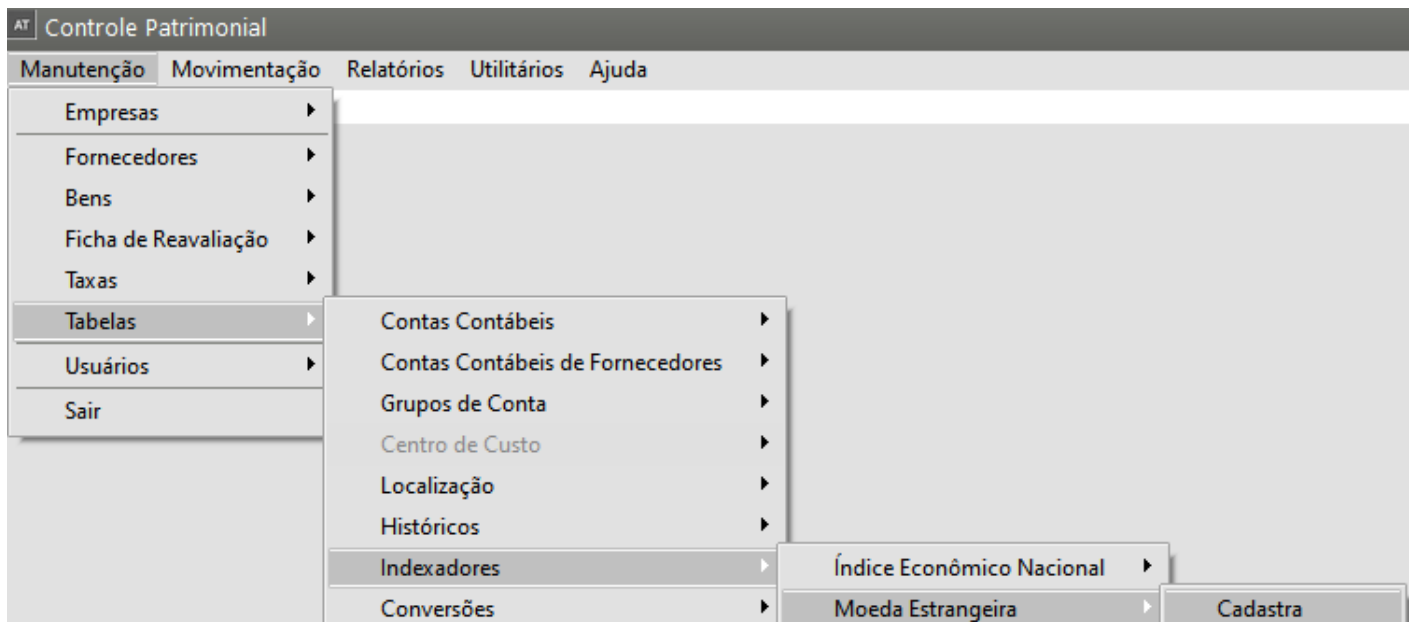 AT Controle Patrimonial
Manutenção Movimentação Relatórios Utilitários Ajuda
Empresas
Fornecedores
Bens
Ficha de Reavaliação
Taxas
Tabelas
Usuários
Sair
Contas Contábeis
Contas Contábeis de Fornecedores
Grupos de Conta
Centro de Custo
Localização
Históricos
Indexadores
Conversões
Índice Econômico Nacional
Moeda Estrangeira
Cadastra